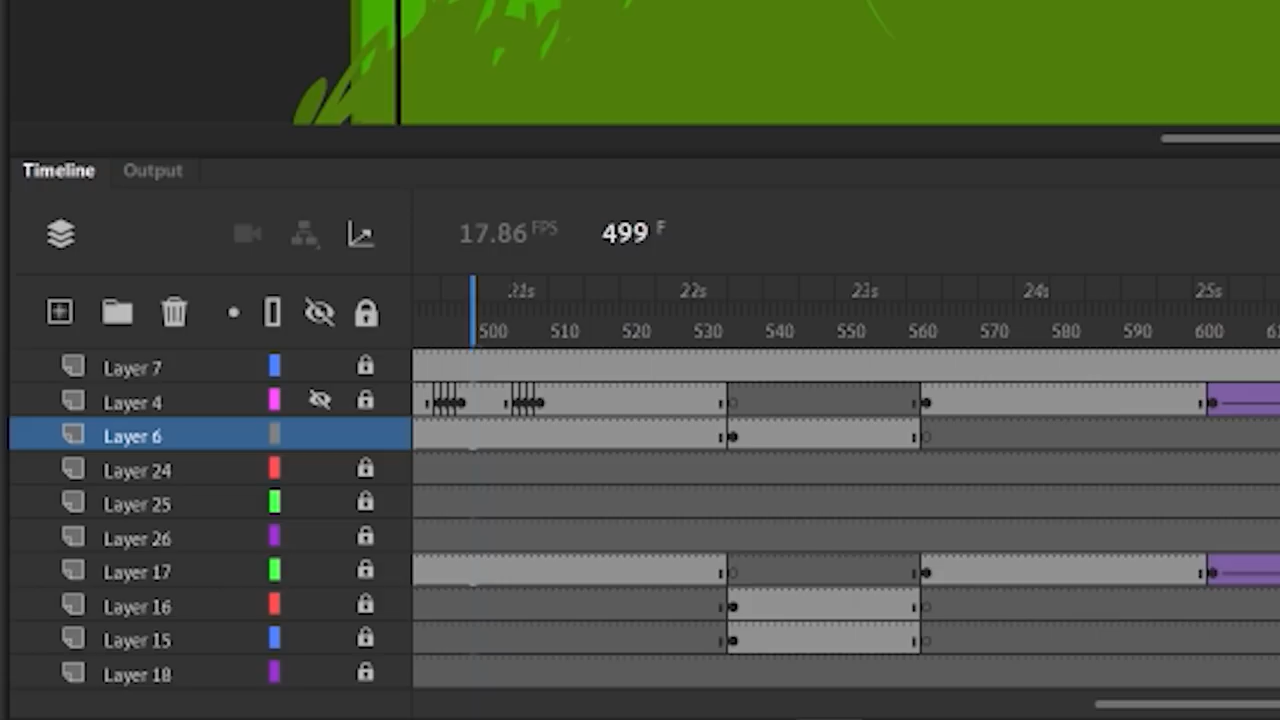 Timeline Output
17.86 FPS 499 F
21s 22s 23s 24s 25s
500 510 520 530 540 550 560 570 580 590 600
Layer 7
Layer 4
Layer 6
Layer 24
Layer 25
Layer 26
Layer 17
Layer 16
Layer 15
Layer 18